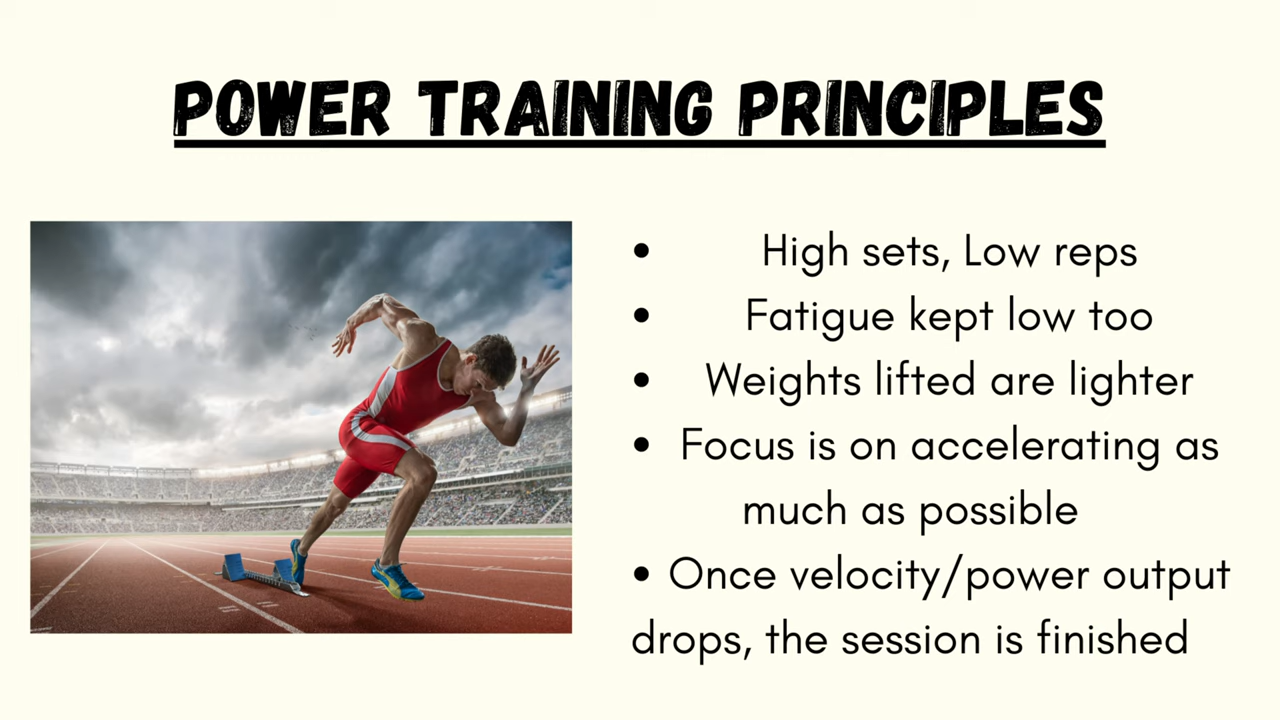 POWER TRAINING PRINCIPLES
• High sets, Low reps
• Fatigue kept low too
• Weights lifted are lighter
• Focus is on accelerating as
much as possible
• Once velocity/power output
drops, the session is finished